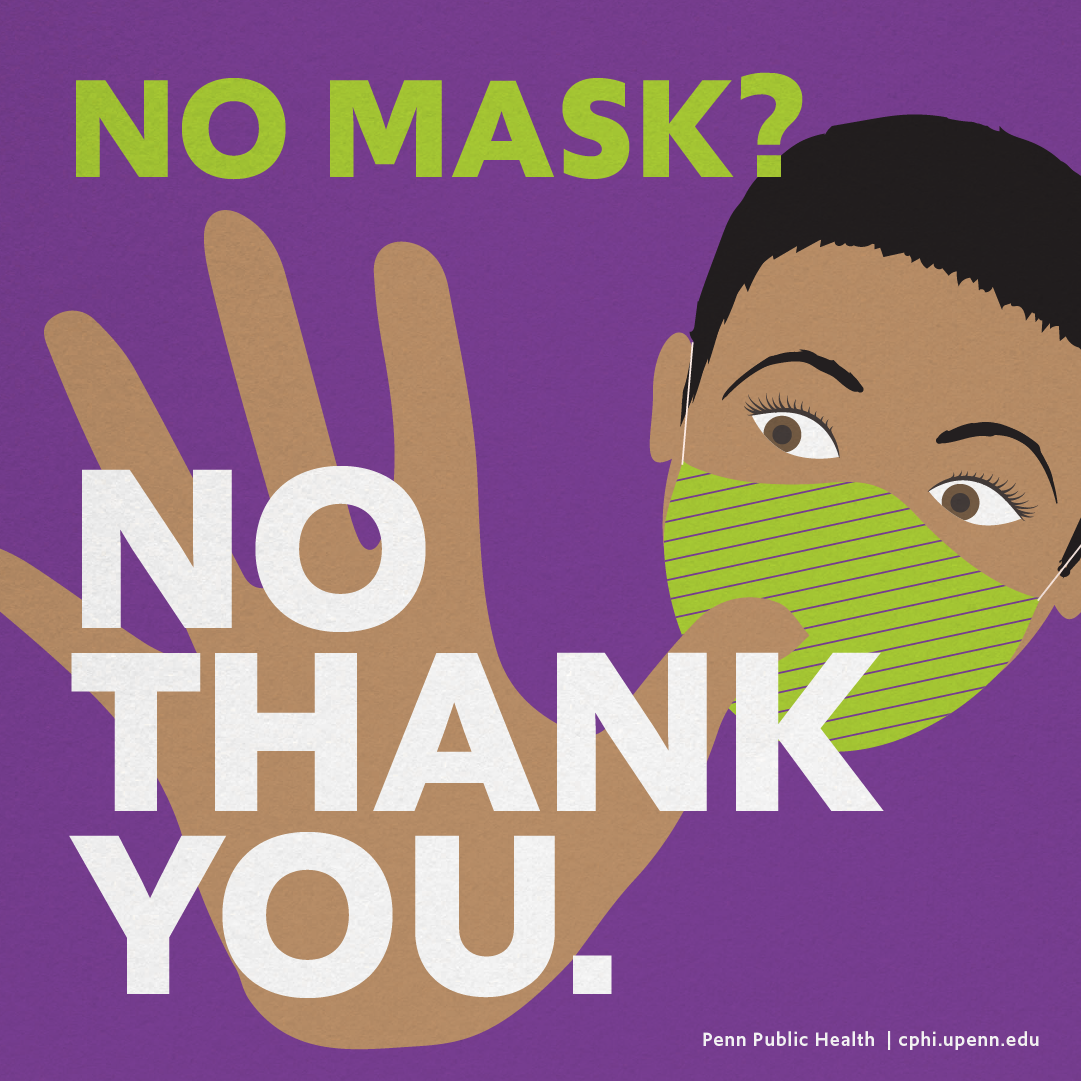 NO MASK?
NO
THANK
YOU.
Penn Public Health | cphi.upenn.edu